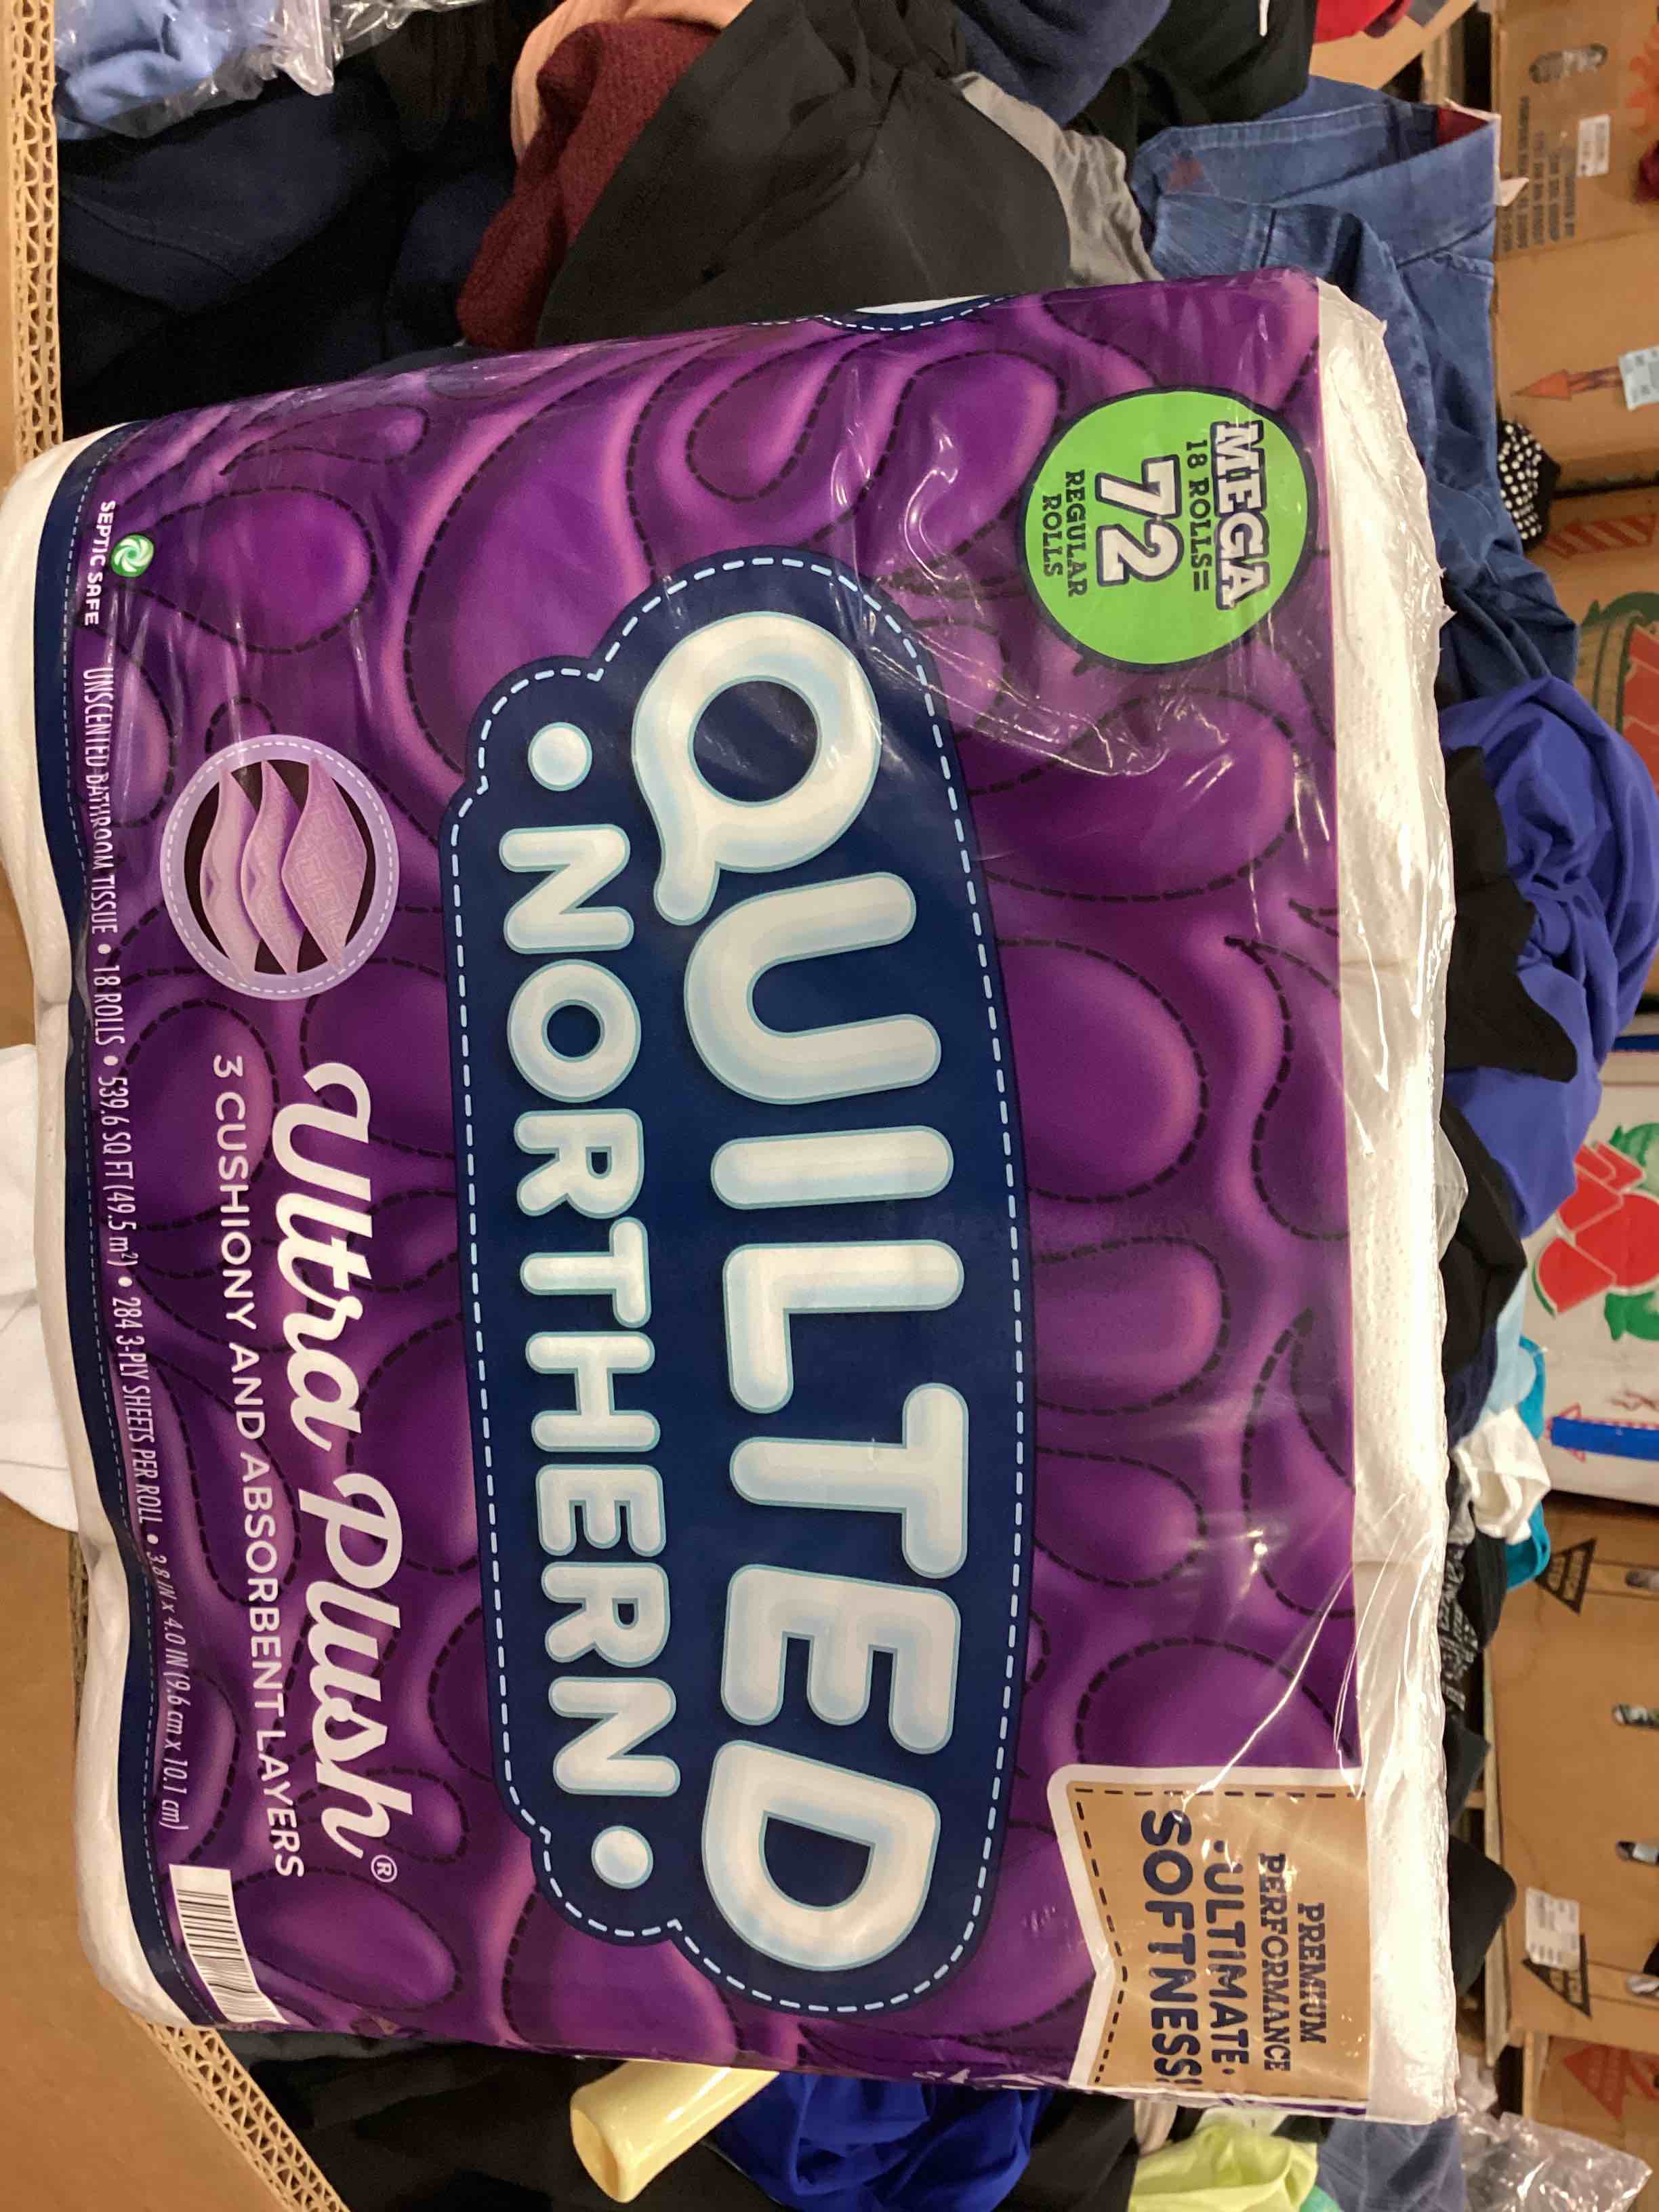 MEGA
18 ROLLS=
72
REGULAR
ROLLS
PREMIUM
PERFORMANCE
•ULTIMATE•
SOFTNESS
QUILTED
• NORTHERN •
Ultra Plush®
3 CUSHIONY AND ABSORBENT LAYERS
SEPTIC SAFE
UNSCENTED BATHROOM TISSUE • 18 ROLLS • 539.6 SQ FT (49.5 m²) • 284 3-PLY SHEETS PER ROLL • 3.8 IN x 4.0 IN (9.6 cm x 10.1 cm)